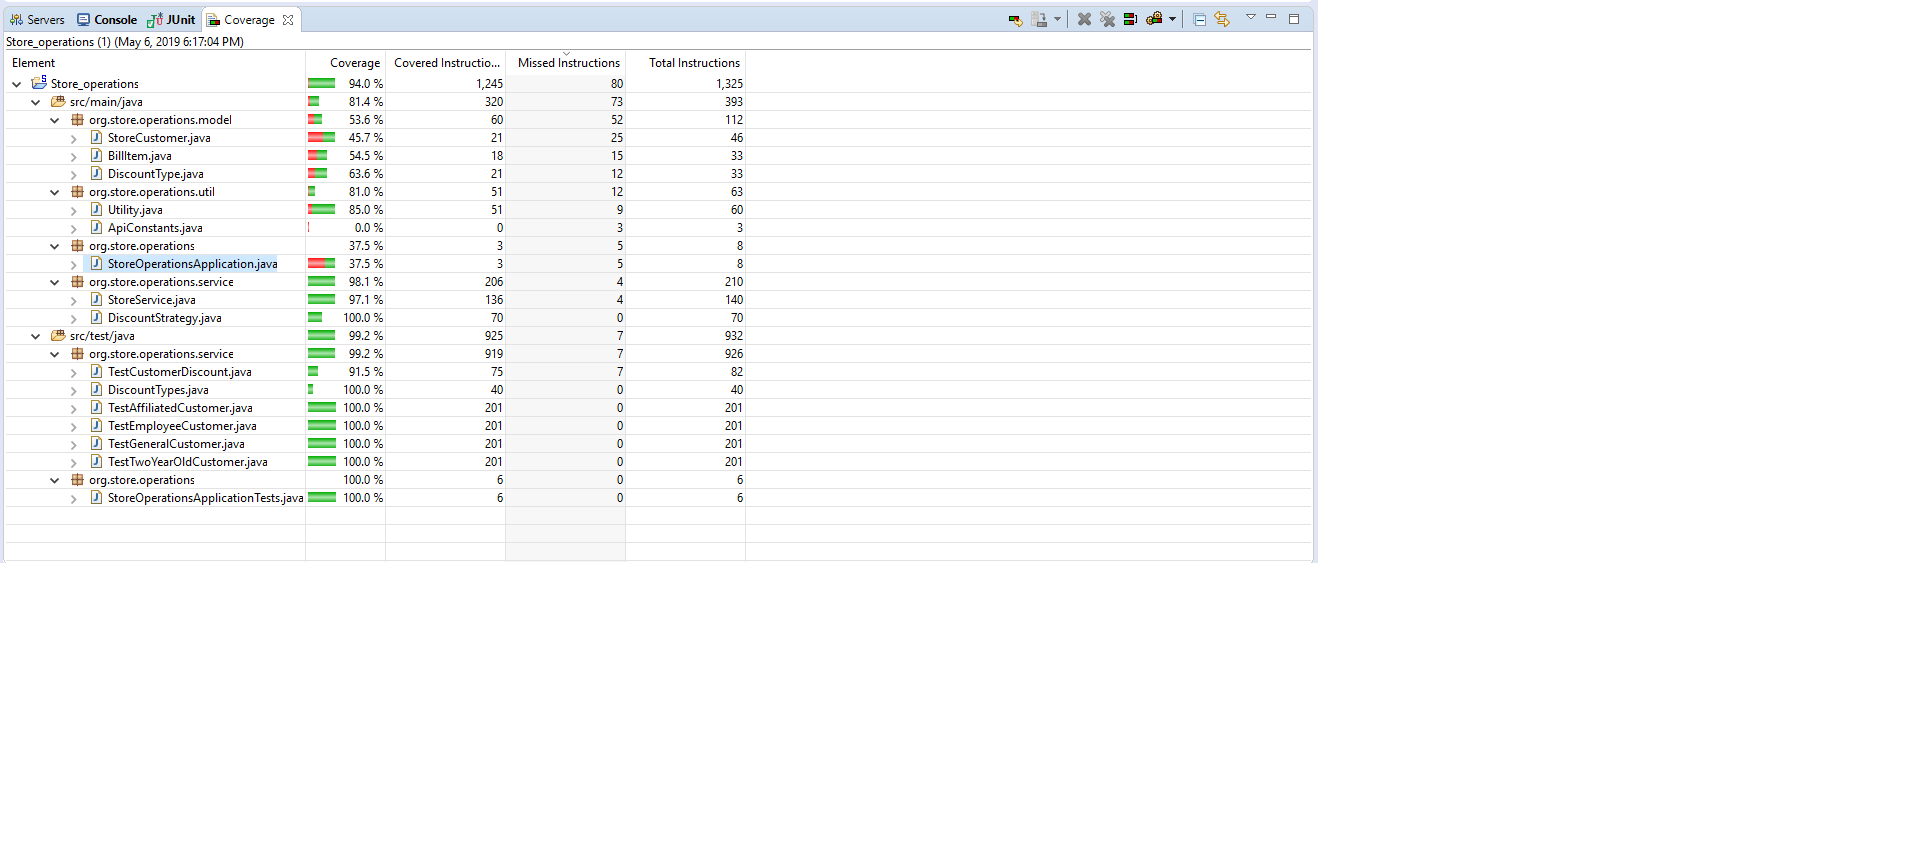 Servers Console JUnit Coverage
Store_operations (1) (May 6, 2019 6:17:04 PM)
Element Coverage Covered Instructio... Missed Instructions Total Instructions
Store_operations 94.0 % 1,245 80 1,325
src/main/java 81.4 % 320 73 393
org.store.operations.model 53.6 % 60 52 112
StoreCustomer.java 45.7 % 21 25 46
BillItem.java 54.5 % 18 15 33
DiscountType.java 63.6 % 21 12 33
org.store.operations.util 81.0 % 51 12 63
Utility.java 85.0 % 51 9 60
ApiConstants.java 0.0 % 0 3 3
org.store.operations 37.5 % 3 5 8
StoreOperationsApplication.java 37.5 % 3 5 8
org.store.operations.service 98.1 % 206 4 210
StoreService.java 97.1 % 136 4 140
DiscountStrategy.java 100.0 % 70 0 70
src/test/java 99.2 % 925 7 932
org.store.operations.service 99.2 % 919 7 926
TestCustomerDiscount.java 91.5 % 75 7 82
DiscountTypes.java 100.0 % 40 0 40
TestAffiliatedCustomer.java 100.0 % 201 0 201
TestEmployeeCustomer.java 100.0 % 201 0 201
TestGeneralCustomer.java 100.0 % 201 0 201
TestTwoYearOldCustomer.java 100.0 % 201 0 201
org.store.operations 100.0 % 6 0 6
StoreOperationsApplicationTests.java 100.0 % 6 0 6